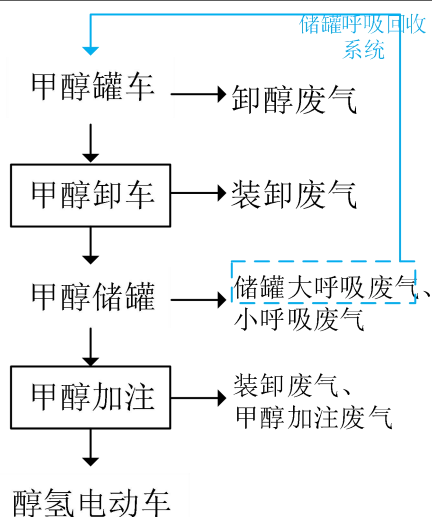 储罐呼吸回收
系统
甲醇罐车
卸醇废气
甲醇卸车
装卸废气
甲醇储罐
储罐大呼吸废气、
小呼吸废气
甲醇加注
装卸废气、
甲醇加注废气
醇氢电动车